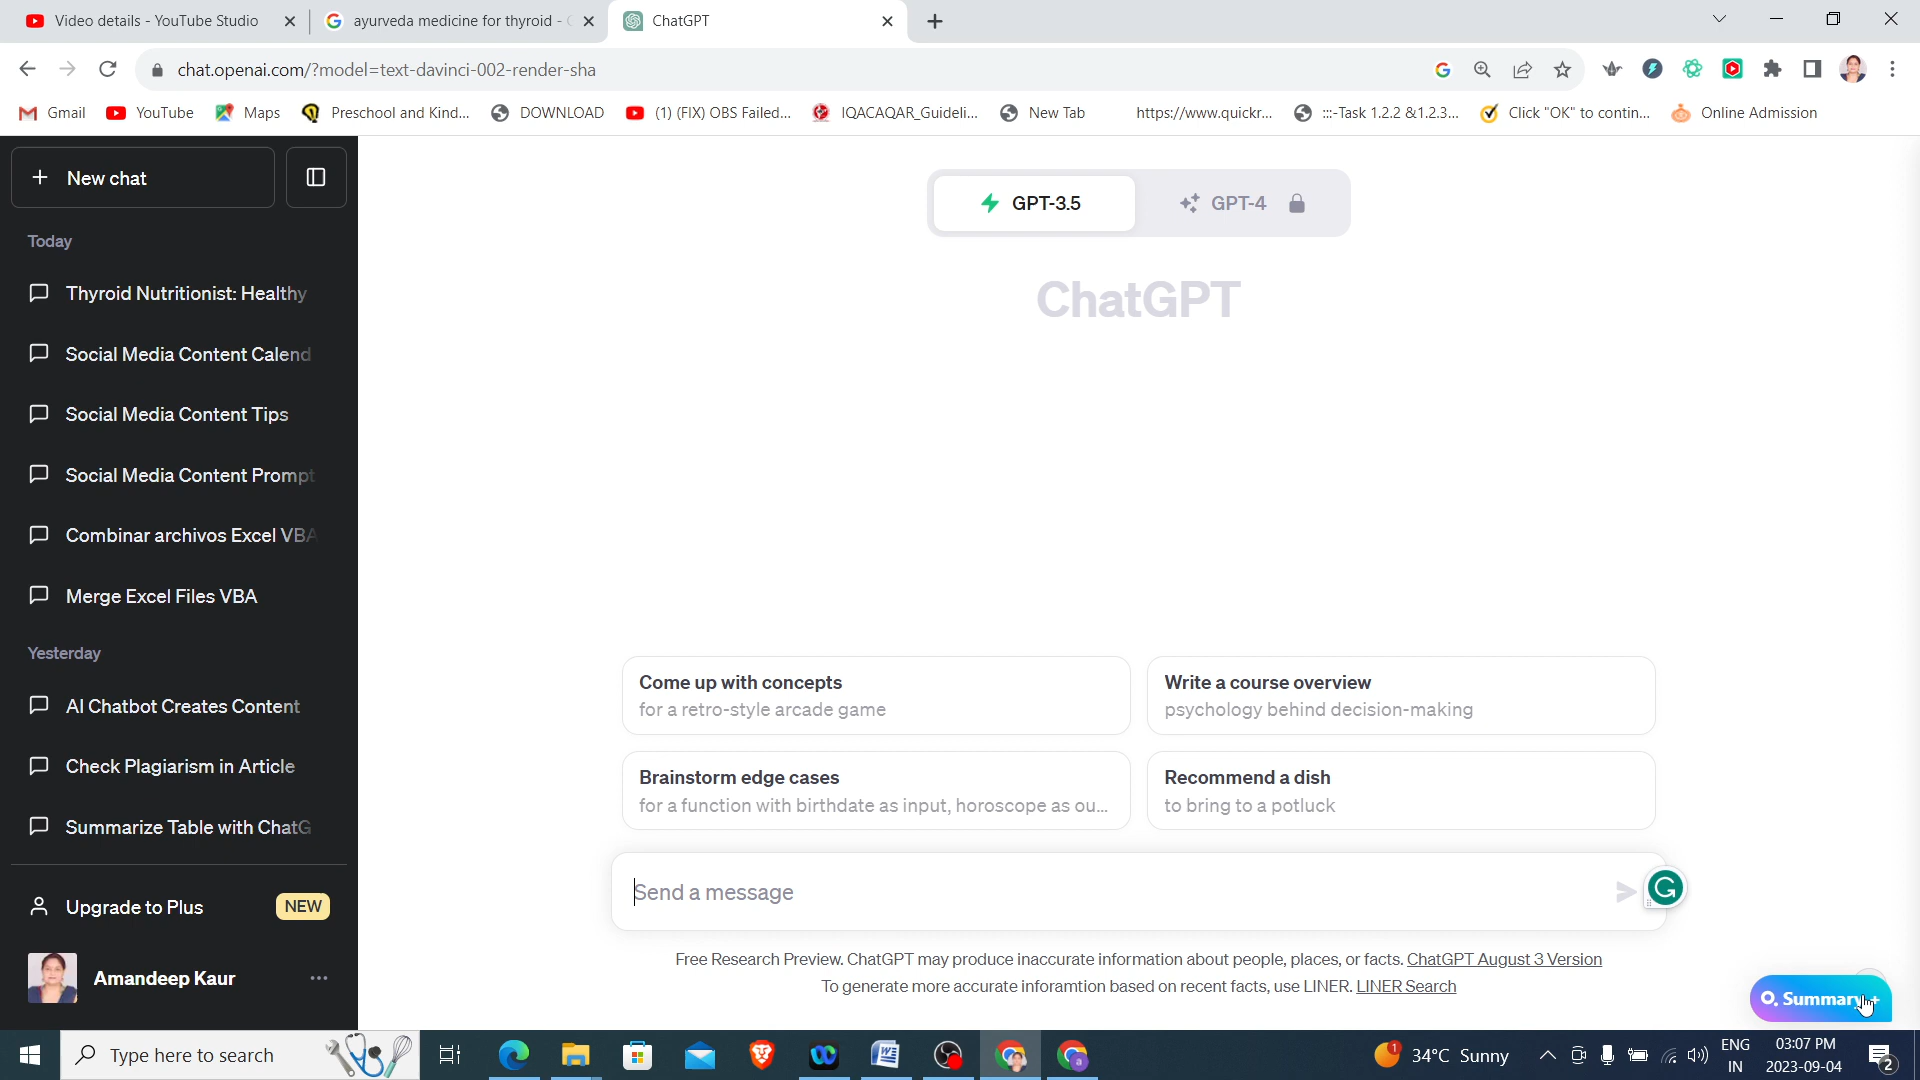 Video details - YouTube Studio
ayurveda medicine for thyroid -
ChatGPT
chat.openai.com/?model=text-davinci-002-render-sha
Gmail
YouTube
Maps
Preschool and Kind...
DOWNLOAD
(1) (FIX) OBS Failed...
IQACAQAR_Guideli...
New Tab
https://www.quickr...
:::-Task 1.2.2 &1.2.3...
Click "OK" to contin...
Online Admission
New chat
GPT-3.5
GPT-4
ChatGPT
Today
Thyroid Nutritionist: Healthy
Social Media Content Calend
Social Media Content Tips
Social Media Content Prompt
Combinar archivos Excel VBA
Merge Excel Files VBA
Yesterday
AI Chatbot Creates Content
Check Plagiarism in Article
Summarize Table with ChatG
Upgrade to Plus
NEW
Amandeep Kaur
Come up with concepts
for a retro-style arcade game
Write a course overview
psychology behind decision-making
Brainstorm edge cases
for a function with birthdate as input, horoscope as ou...
Recommend a dish
to bring to a potluck
Send a message
Free Research Preview. ChatGPT may produce inaccurate information about people, places, or facts. ChatGPT August 3 Version
To generate more accurate inforamtion based on recent facts, use LINER. LINER Search
Summary
Type here to search
1
34°C Sunny
ENG
IN
03:07 PM
2023-09-04
2